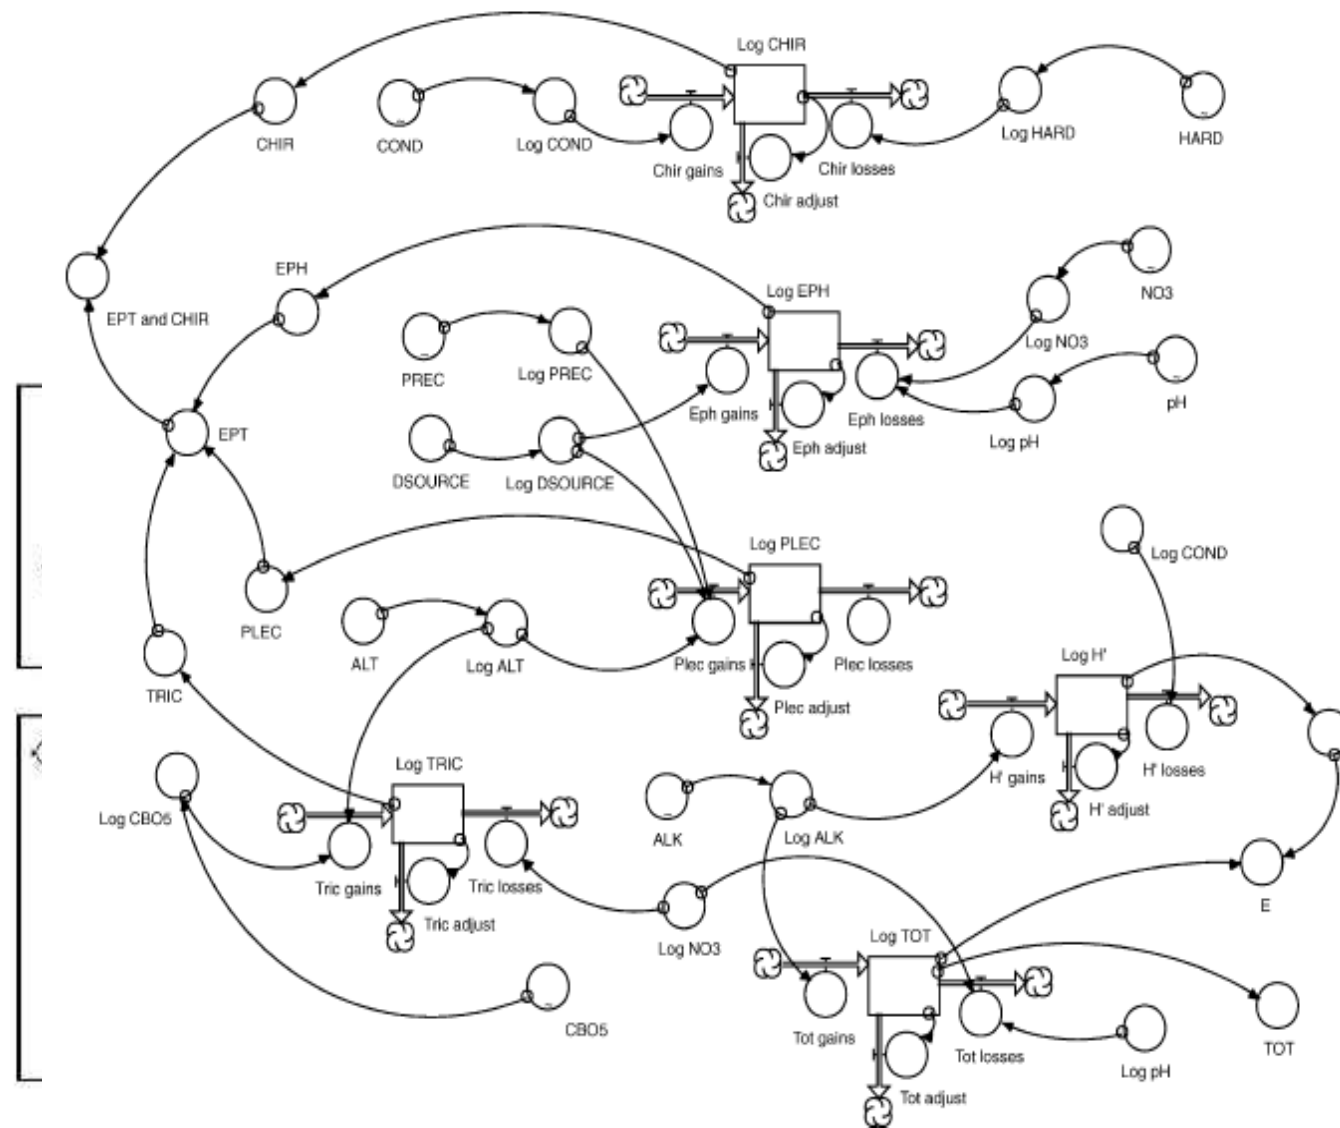 Log CHIR
CHIR
COND
Log COND
Chir gains
Chir losses
Log HARD
HARD
Chir adjust
EPH
EPT and CHIR
Log EPH
NO3
Log NO3
PREC
Log PREC
Eph gains
Eph losses
pH
EPT
Eph adjust
Log pH
DSOURCE
Log DSOURCE
Log PLEC
Log COND
PLEC
ALT
Log ALT
Plec gains
Plec losses
Log H'
TRIC
Plec adjust
Log TRIC
H' gains
H' losses
Log CBO5
ALK
Log ALK
H' adjust
Tric gains
Tric losses
E
Tric adjust
Log NO3
Log TOT
CBO5
Tot gains
Tot losses
TOT
Log pH
Tot adjust